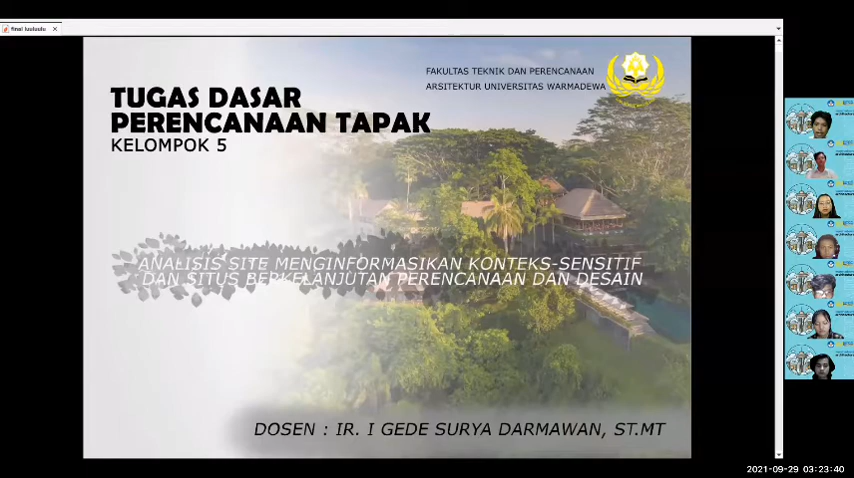 final luulsulu
FAKULTAS TEKNIK DAN PERENCANAAN
ARSITEKTUR UNIVERSITAS WARMADEWA
TUGAS DASAR
PERENCANAAN TAPAK
KELOMPOK 5
ANALISIS SITE MENGINFORMASIKAN KONTEKS-SENSITIF
DAN SITUS BERKELANJUTAN PERENCANAAN DAN DESAIN
DOSEN : IR. I GEDE SURYA DARMAWAN, ST.MT
2021-09-29 03:23:40